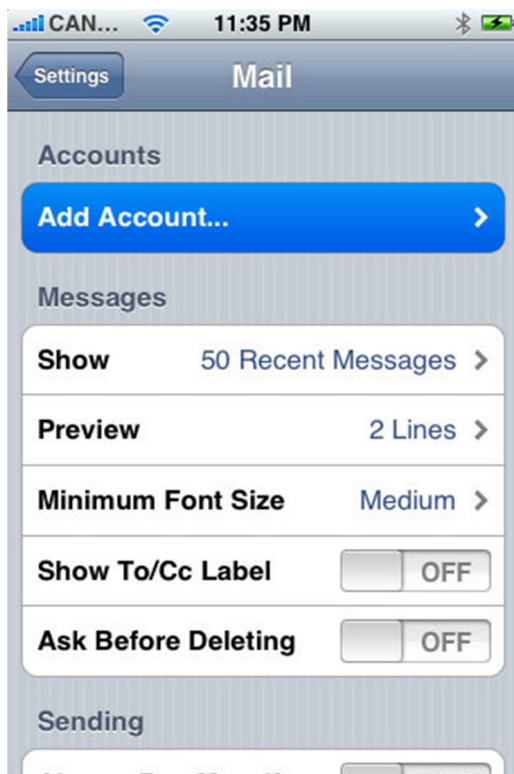 CAN... 11:35 PM
Settings Mail
Accounts
Add Account...
Messages
Show 50 Recent Messages
Preview 2 Lines
Minimum Font Size Medium
Show To/Cc Label OFF
Ask Before Deleting OFF
Sending